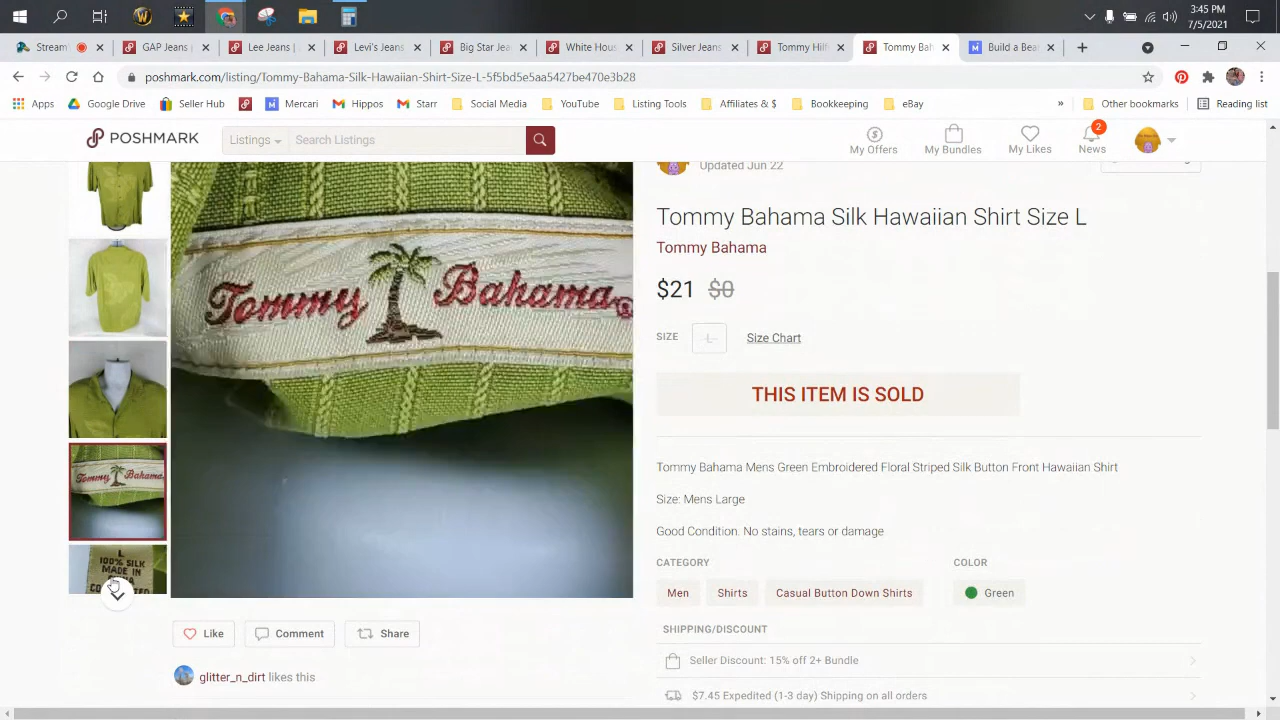 3:45 PM
7/5/2021
Stream
GAP Jeans |
Lee Jeans |
Levi's Jeans
Big Star Jea
White Hous
Silver Jeans
Tommy Hilf
Tommy Bah
Build a Bea
poshmark.com/listing/Tommy-Bahama-Silk-Hawaiian-Shirt-Size-L-5f5bd5e5aa5427be470e3b28
Apps
Google Drive
Seller Hub
Mercari
Hippos
Starr
Social Media
YouTube
Listing Tools
Affiliates & $
Bookkeeping
eBay
»
Other bookmarks
Reading list
POSHMARK
Listings
Search Listings
My Offers
My Bundles
My Likes
2
News
Updated Jun 22
Tommy Bahama Silk Hawaiian Shirt Size L
Tommy Bahama
$21 $0
SIZE
L
Size Chart
THIS ITEM IS SOLD
Tommy Bahama Mens Green Embroidered Floral Striped Silk Button Front Hawaiian Shirt
Size: Mens Large
Good Condition. No stains, tears or damage
CATEGORY
COLOR
Men
Shirts
Casual Button Down Shirts
Green
SHIPPING/DISCOUNT
Seller Discount: 15% off 2+ Bundle
$7.45 Expedited (1-3 day) Shipping on all orders
Tommy Bahama®
Tommy Bahama
L
100% SILK
MADE IN
Like
Comment
Share
glitter_n_dirt likes this